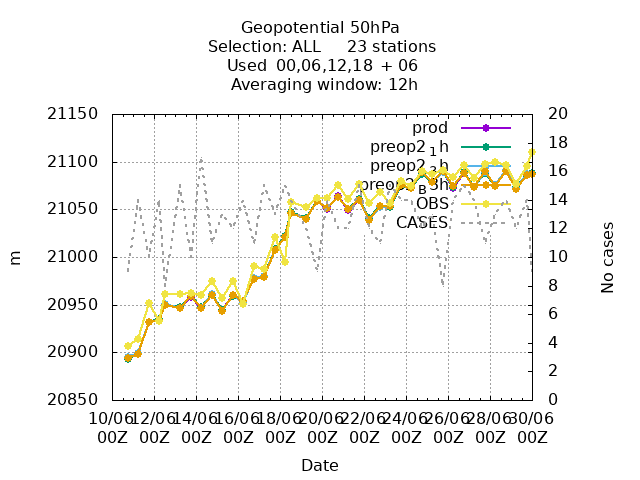 Geopotential 50hPa
Selection: ALL 23 stations
Used 00,06,12,18 + 06
Averaging window: 12h
21150
21100
21050
21000
20950
20900
20850
20
18
16
14
12
10
8
6
4
2
0
m
No cases
prod
preop2_1h
preop2_3h
preop2_B3h
OBS
CASES
10/06 12/06 14/06 16/06 18/06 20/06 22/06 24/06 26/06 28/06 30/06
00Z 00Z 00Z 00Z 00Z 00Z 00Z 00Z 00Z 00Z 00Z
Date